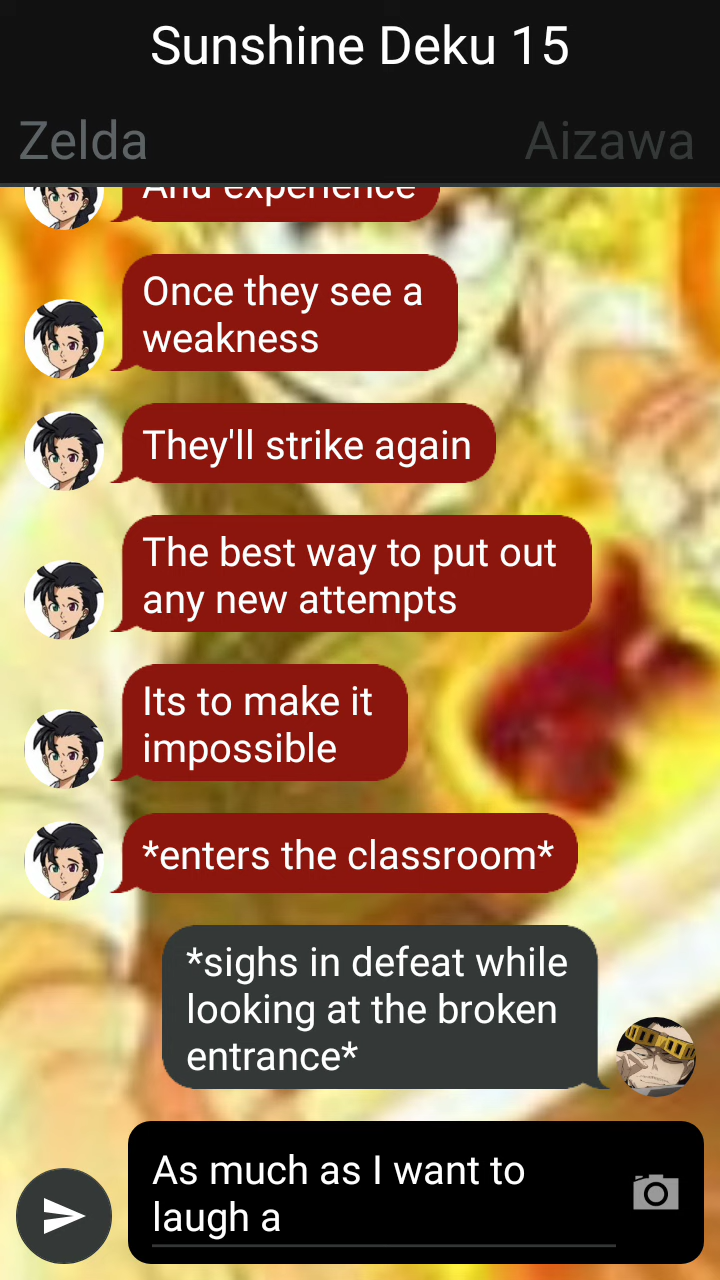 Sunshine Deku 15
Zelda
Aizawa
And experience
Once they see a
weakness
They'll strike again
The best way to put out
any new attempts
Its to make it
impossible
*enters the classroom*
*sighs in defeat while
looking at the broken
entrance*
As much as I want to
laugh a